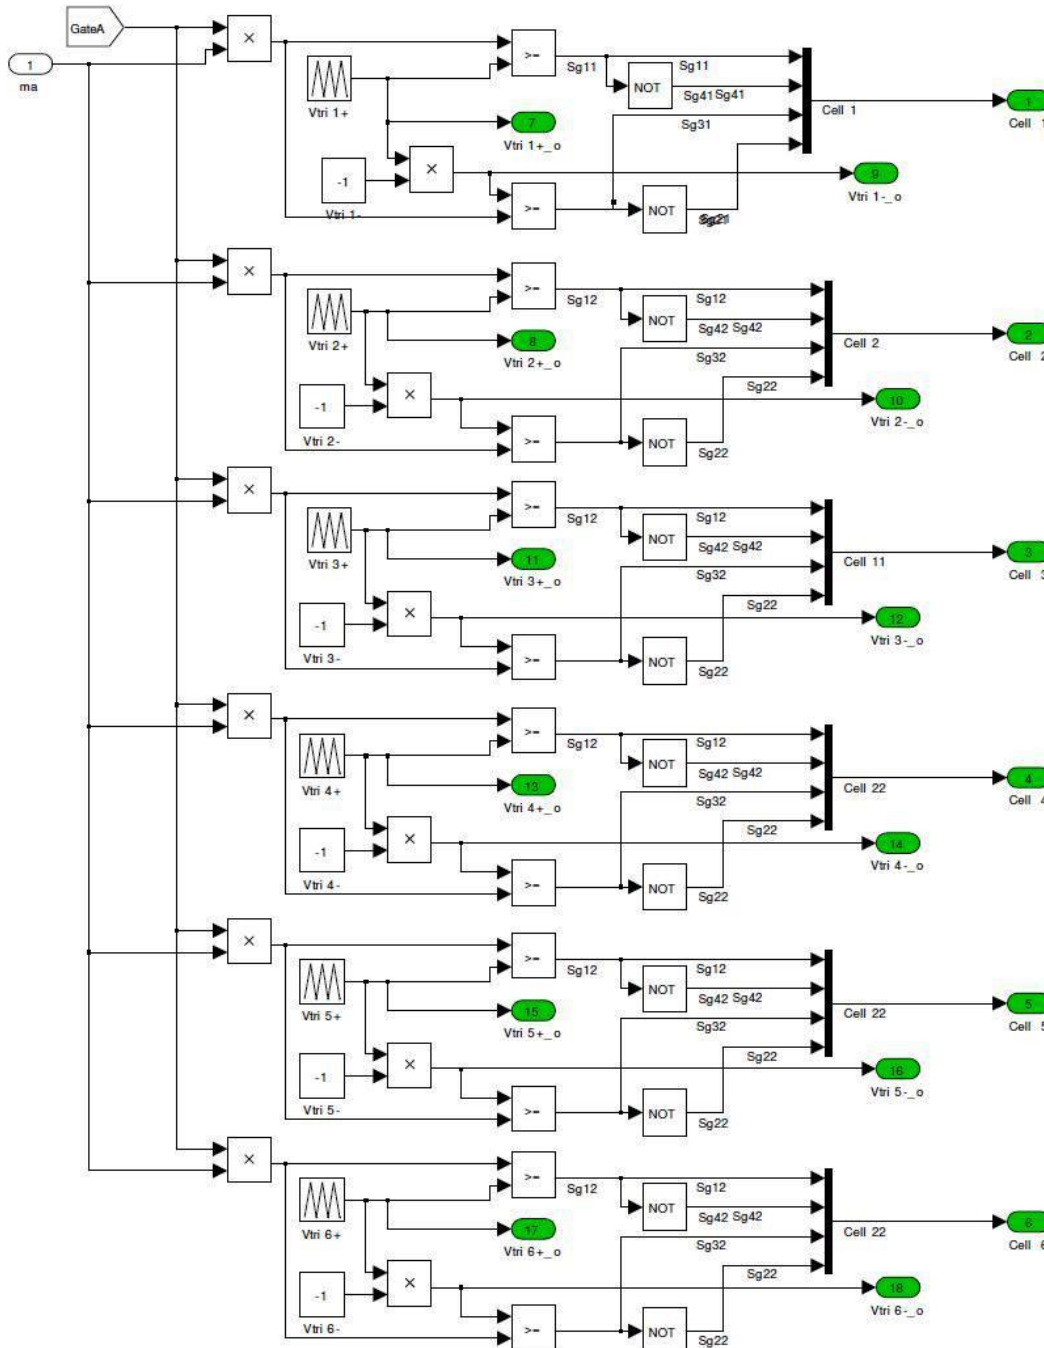 GateA
1
ma
×
Vtri 1+
>=
Sg11
NOT
Sg11
Sg41 Sg41
Sg31
Cell 1
1
Cell 1
7
Vtri 1+_o
-1
Vtri 1-
×
>=
NOT
Sg21
9
Vtri 1-_o
×
Vtri 2+
>=
Sg12
NOT
Sg12
Sg42 Sg42
Sg32
Sg22
Cell 2
2
Cell 2
8
Vtri 2+_o
-1
Vtri 2-
×
>=
NOT
Sg22
10
Vtri 2-_o
×
Vtri 3+
>=
Sg12
NOT
Sg12
Sg42 Sg42
Sg32
Sg22
Cell 11
3
Cell 3
11
Vtri 3+_o
-1
Vtri 3-
×
>=
NOT
Sg22
12
Vtri 3-_o
×
Vtri 4+
>=
Sg12
NOT
Sg12
Sg42 Sg42
Sg32
Sg22
Cell 22
4
Cell 4
13
Vtri 4+_o
-1
Vtri 4-
×
>=
NOT
Sg22
14
Vtri 4-_o
×
Vtri 5+
>=
Sg12
NOT
Sg12
Sg42 Sg42
Sg32
Sg22
Cell 22
5
Cell 5
15
Vtri 5+_o
-1
Vtri 5-
×
>=
NOT
Sg22
16
Vtri 5-_o
×
Vtri 6+
>=
Sg12
NOT
Sg12
Sg42 Sg42
Sg32
Sg22
Cell 22
6
Cell 6
17
Vtri 6+_o
-1
Vtri 6-
×
>=
NOT
Sg22
18
Vtri 6-_o